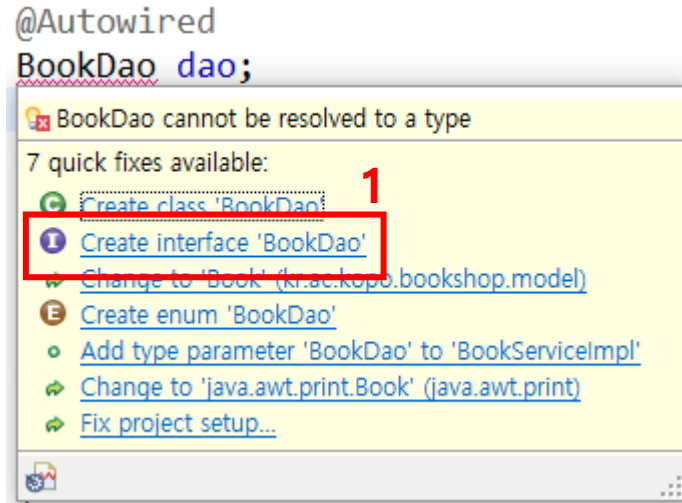 @Autowired
BookDao dao;
BookDao cannot be resolved to a type
7 quick fixes available:
1
Create class 'BookDao'
Create interface 'BookDao'
Change to 'Book' (kr.ac.kopo.bookshop.model)
Create enum 'BookDao'
Add type parameter 'BookDao' to 'BookServiceImpl'
Change to 'java.awt.print.Book' (java.awt.print)
Fix project setup...